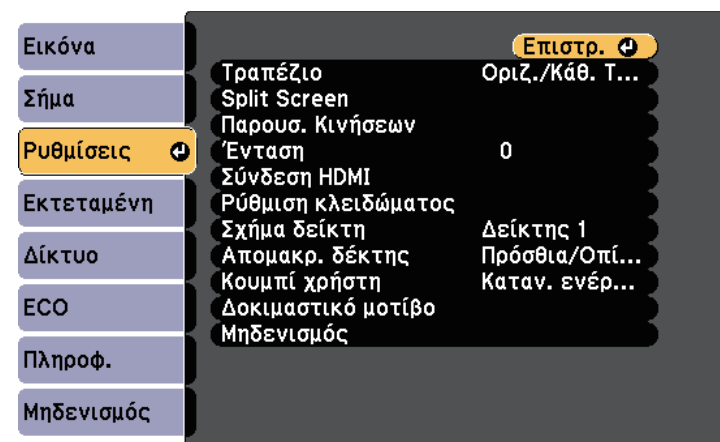 Εικόνα
Σήμα
Ρυθμίσεις
Εκτεταμένη
Δίκτυο
ECO
Πληροφ.
Μηδενισμός
Επιστρ.
Τραπέζιο Οριζ./Κάθ. Τ...
Split Screen
Παρουσ. Κινήσεων
Ένταση 0
Σύνδεση HDMI
Ρύθμιση κλειδώματος
Σχήμα δείκτη Δείκτης 1
Απομακρ. δέκτης Πρόσθια/Οπί...
Κουμπί χρήστη Καταν. ενέρ...
Δοκιμαστικό μοτίβο
Μηδενισμός